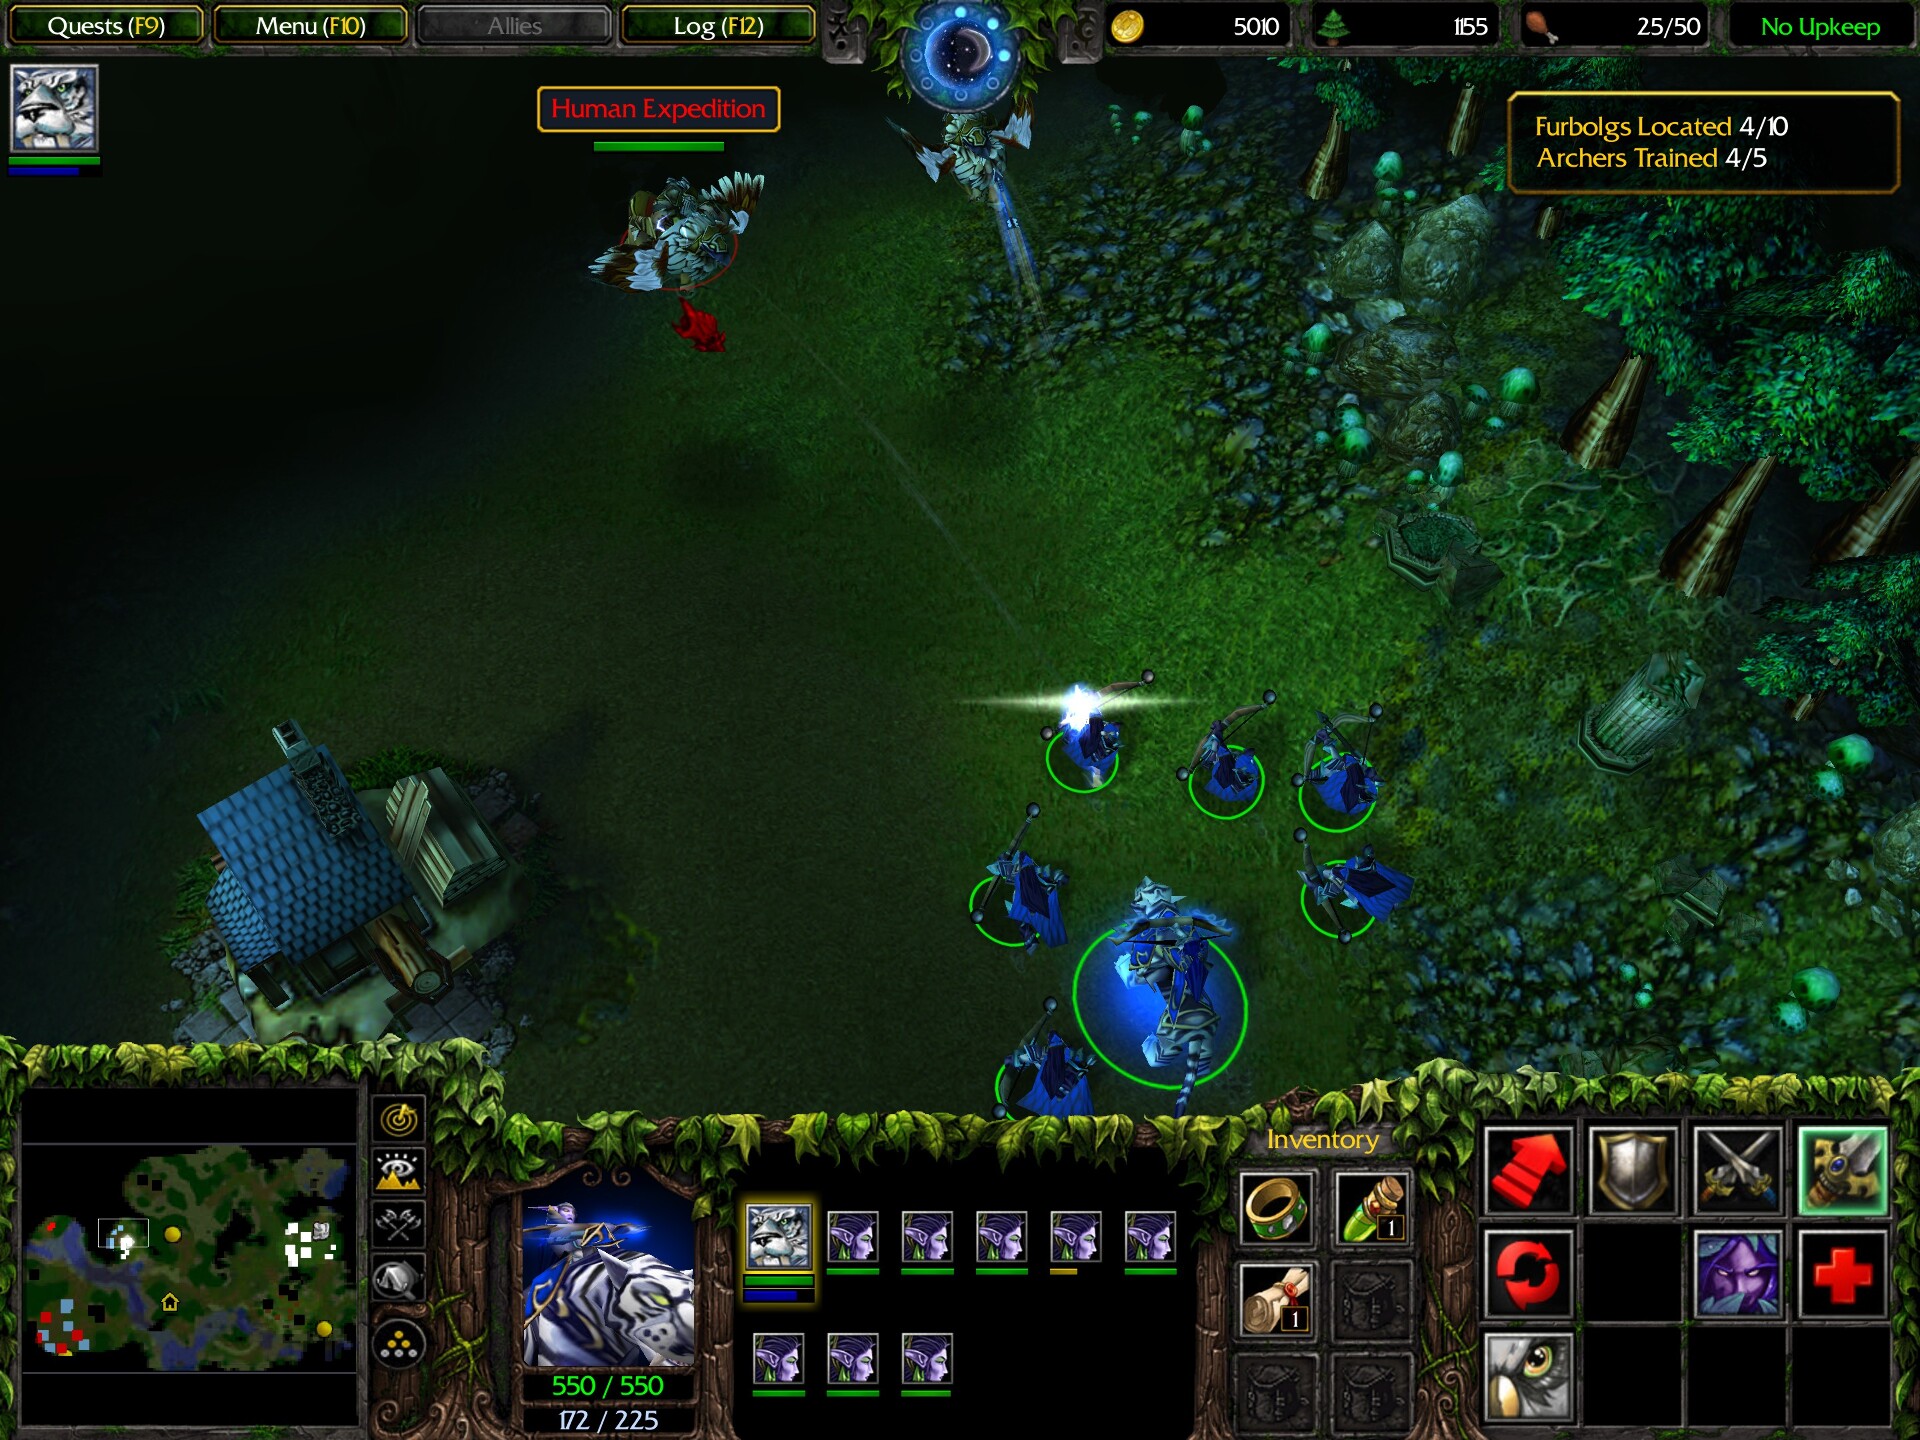 Quests (F9)
Menu (F10)
Allies
Log (F12)
5010
1155
25/50
No Upkeep
Human Expedition
Furbolgs Located 4/10
Archers Trained 4/5
Inventory
1
1
550 / 550
172 / 225